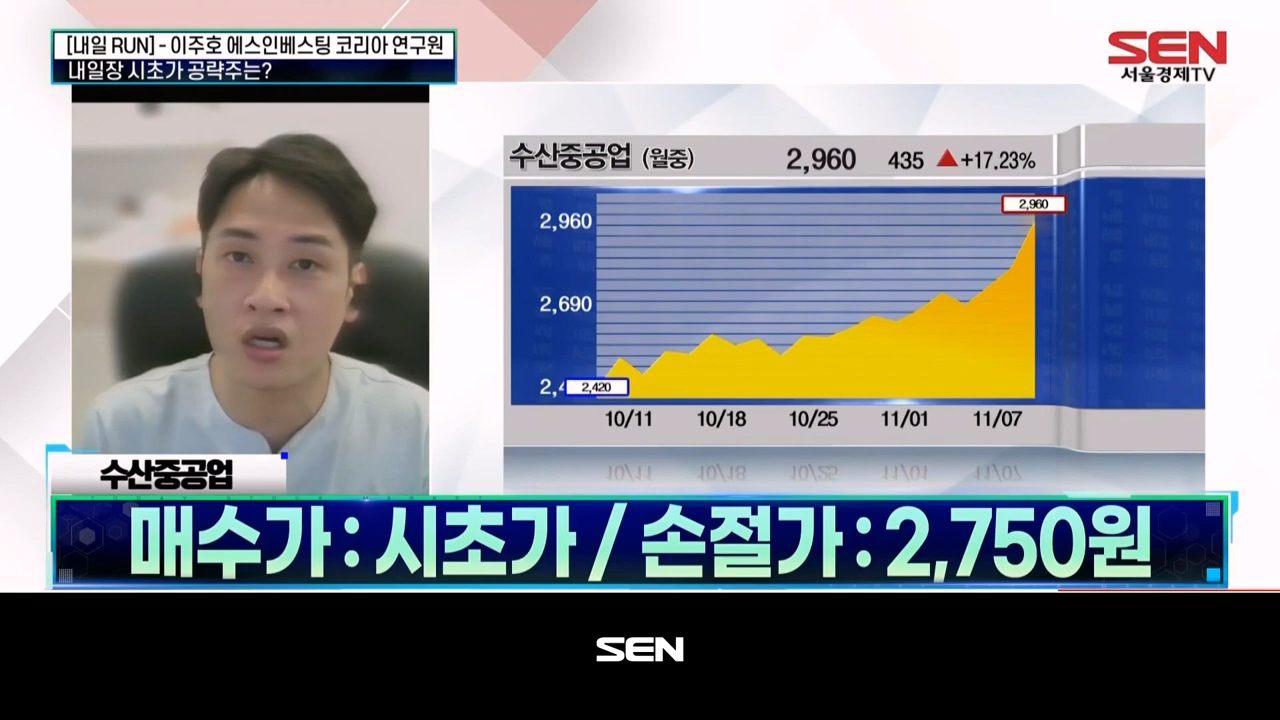 [내일 RUN] - 이주호 에스인베스팅 코리아 연구원
내일장 시초가 공략주는?
SEN
서울경제TV
수산중공업 (월중) 2,960 435 ▲+17.23%
2,960
2,960
2,690
2,420
10/11 10/18 10/25 11/01 11/07
수산중공업
매수가 : 시초가 / 손절가 : 2,750원
SEN